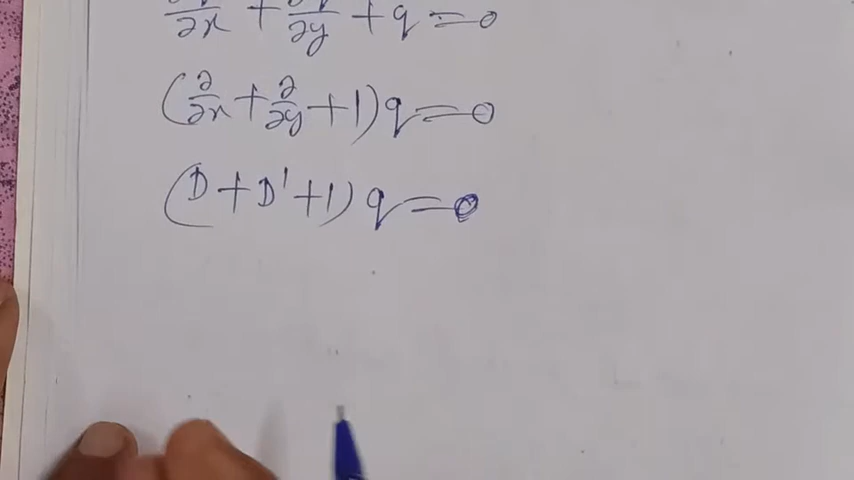 ∂q/∂x + ∂q/∂y + q = 0
(∂/∂x + ∂/∂y + 1) q = 0
(D + D' + 1) q = 0